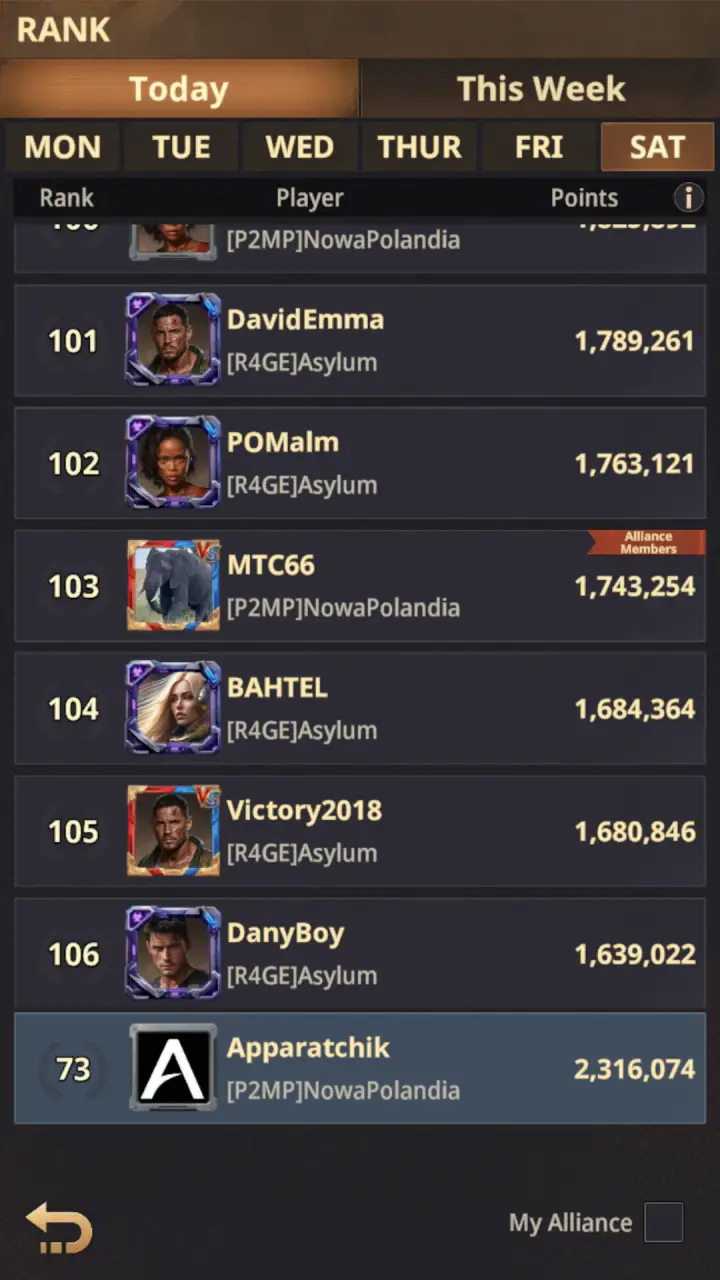 RANK
Today This Week
MON TUE WED THUR FRI SAT
Rank Player Points i
[P2MP]NowaPolandia
101 DavidEmma 1,789,261
[R4GE]Asylum
102 POMalm 1,763,121
[R4GE]Asylum
Alliance Members
103 MTC66 1,743,254
[P2MP]NowaPolandia
104 BAHTEL 1,684,364
[R4GE]Asylum
105 Victory2018 1,680,846
[R4GE]Asylum
106 DanyBoy 1,639,022
[R4GE]Asylum
73 Apparatchik 2,316,074
[P2MP]NowaPolandia
My Alliance